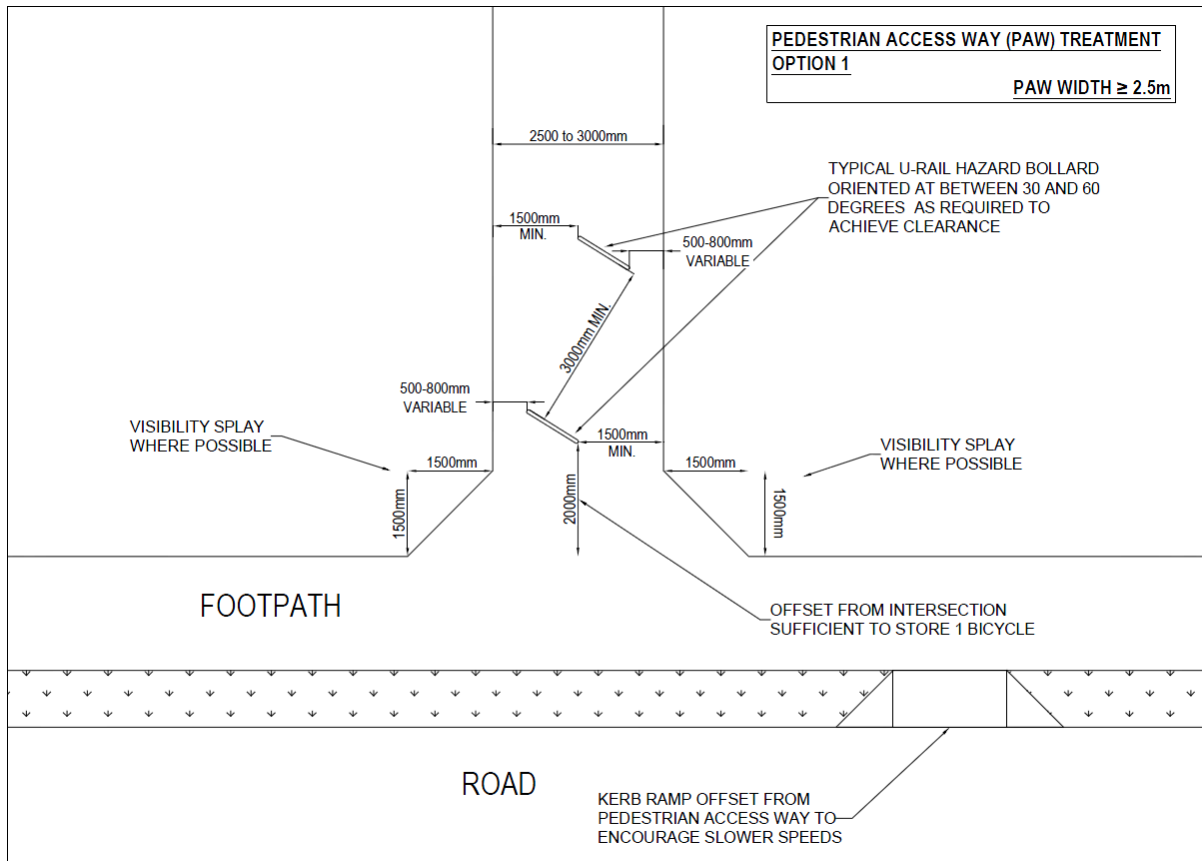 PEDESTRIAN ACCESS WAY (PAW) TREATMENT
OPTION 1
PAW WIDTH ≥ 2.5m
2500 to 3000mm
TYPICAL U-RAIL HAZARD BOLLARD
ORIENTED AT BETWEEN 30 AND 60
DEGREES AS REQUIRED TO
ACHIEVE CLEARANCE
1500mm
MIN.
500-800mm
VARIABLE
3000mm MIN.
500-800mm
VARIABLE
VISIBILITY SPLAY
WHERE POSSIBLE
1500mm
MIN.
VISIBILITY SPLAY
WHERE POSSIBLE
1500mm
1500mm
1500mm
2000mm
1500mm
FOOTPATH
OFFSET FROM INTERSECTION
SUFFICIENT TO STORE 1 BICYCLE
ROAD
KERB RAMP OFFSET FROM
PEDESTRIAN ACCESS WAY TO
ENCOURAGE SLOWER SPEEDS